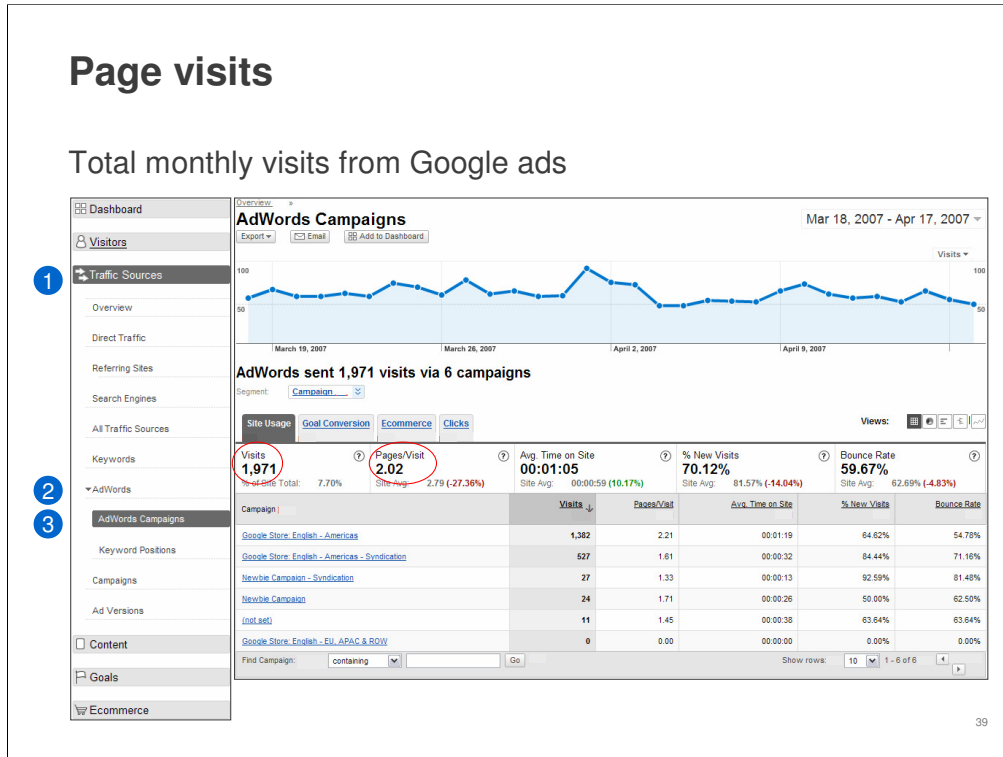 Page visits
Total monthly visits from Google ads
Dashboard
Visitors
1 Traffic Sources
Overview
Direct Traffic
Referring Sites
Search Engines
All Traffic Sources
Keywords
2 AdWords
3 AdWords Campaigns
Keyword Positions
Campaigns
Ad Versions
Content
Goals
Ecommerce
Overview »
AdWords Campaigns
Mar 18, 2007 - Apr 17, 2007
Export Email Add to Dashboard
Visits
100 100
50 50
March 19, 2007 March 26, 2007 April 2, 2007 April 9, 2007
AdWords sent 1,971 visits via 6 campaigns
Segment: Campaign
Site Usage Goal Conversion Ecommerce Clicks Views:
Visits ? Pages/Visit ? Avg. Time on Site ? % New Visits ? Bounce Rate ?
1,971 2.02 00:01:05 70.12% 59.67%
% of Site Total: 7.70% Site Avg: 2.79 (-27.36%) Site Avg: 00:00:59 (10.17%) Site Avg: 81.57% (-14.04%) Site Avg: 62.69% (-4.83%)
Campaign Visits ↓ Pages/Visit Avg. Time on Site % New Visits Bounce Rate
Google Store: English - Americas 1,382 2.21 00:01:19 64.62% 54.78%
Google Store: English - Americas - Syndication 527 1.61 00:00:32 84.44% 71.16%
Newbie Campaign - Syndication 27 1.33 00:00:13 92.59% 81.48%
Newbie Campaign 24 1.71 00:00:26 50.00% 62.50%
(not set) 11 1.45 00:00:38 63.64% 63.64%
Google Store: English - EU, APAC & ROW 0 0.00 00:00:00 0.00% 0.00%
Find Campaign: containing Go Show rows: 10 1 - 6 of 6
39